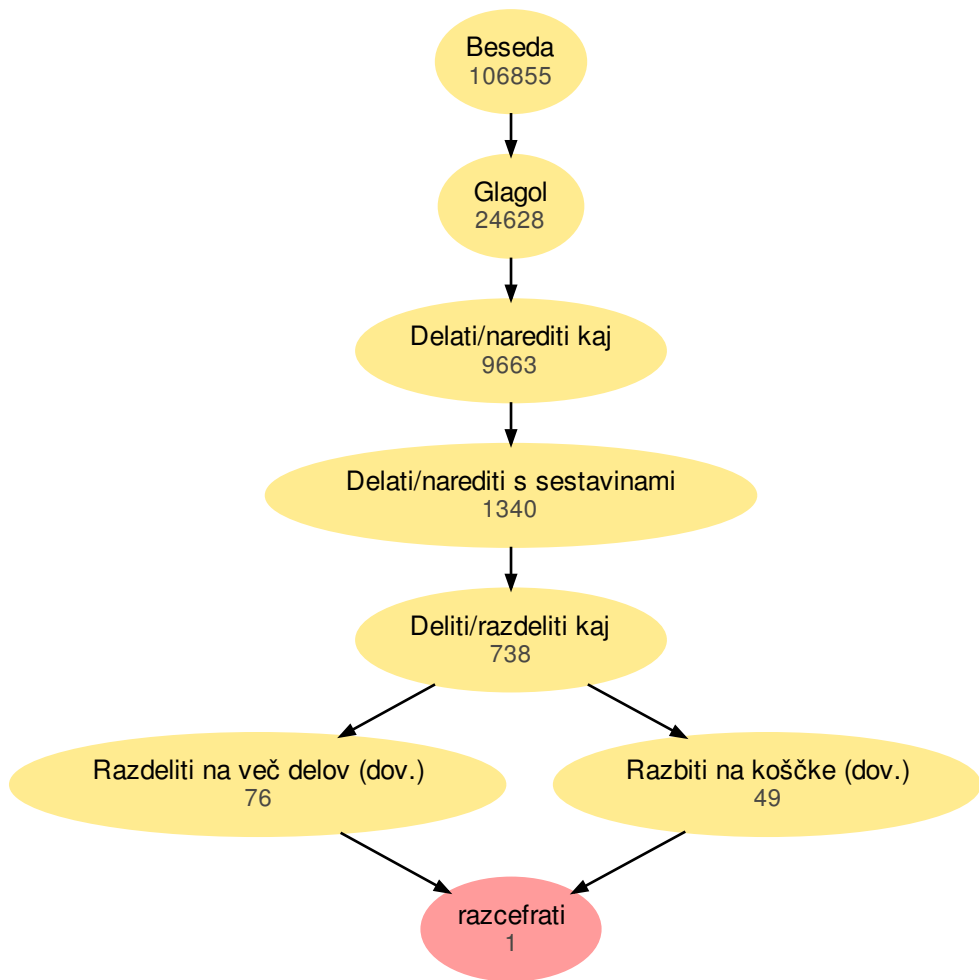 Beseda
106855
Glagol
24628
Delati/narediti kaj
9663
Delati/narediti s sestavinami
1340
Deliti/razdeliti kaj
738
Razdeliti na več delov (dov.)
76
Razbiti na koščke (dov.)
49
razcefrati
1